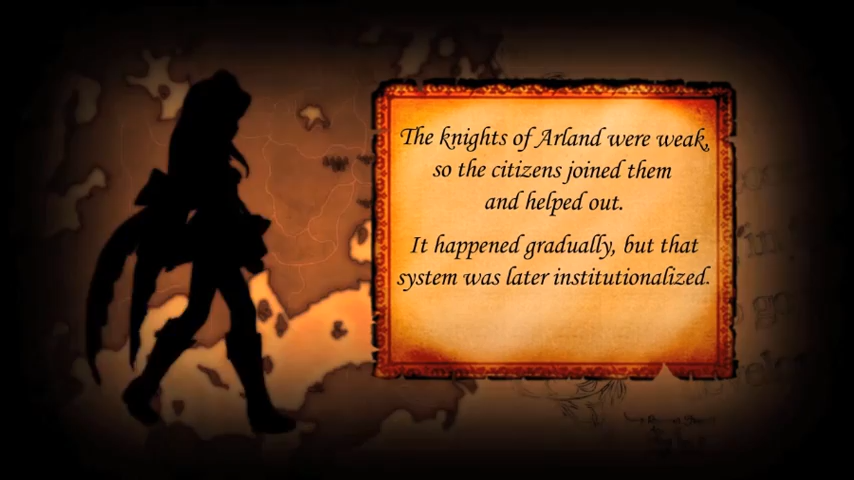 The knights of Arland were weak,
so the citizens joined them
and helped out.
It happened gradually, but that
system was later institutionalized.